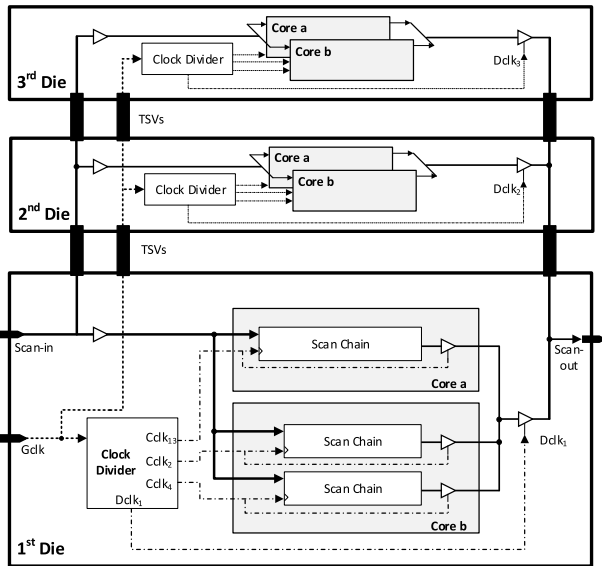 Core a
Core b
Clock Divider
3rd Die
Dclk3
TSVs
Core a
Core b
Clock Divider
2nd Die
Dclk2
TSVs
Scan-in
Scan Chain
Core a
Scan-
out
Gclk
Clock
Divider
Cclk13
Cclk2
Cclk4
Dclk1
Scan Chain
Scan Chain
Core b
Dclk1
1st Die